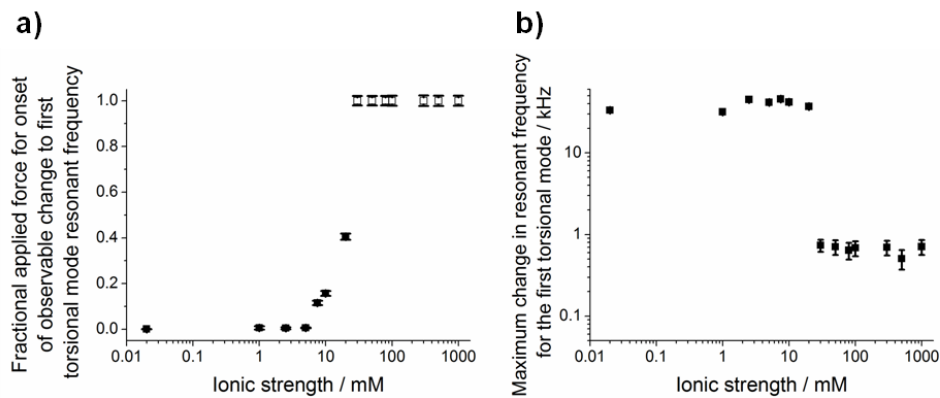 a)
Fractional applied force for onset
of observable change to first
torsional mode resonant frequency
1.0
0.8
0.6
0.4
0.2
0.0
0.01
0.1
1
10
100
1000
Ionic strength / mM
b)
Maximum change in resonant frequency
for the first torsional mode / kHz
10
1
0.1
0.01
0.1
1
10
100
1000
Ionic strength / mM